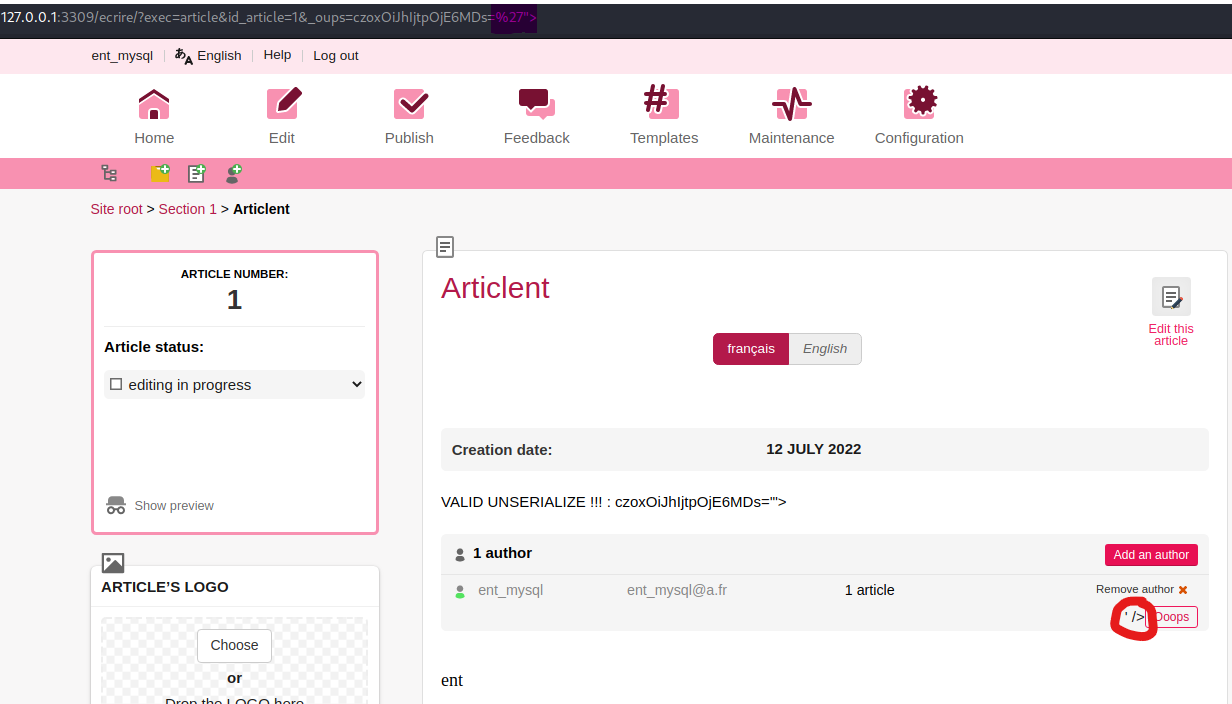 127.0.0.1:3309/ecrire/?exec=article&id_article=1&_oups=czoxOiJhIjtpOjE6MDs=%27">
ent_mysql English Help Log out
Home Edit Publish Feedback Templates Maintenance Configuration
Site root > Section 1 > Articlent
ARTICLE NUMBER:
1
Article status:
editing in progress
Show preview
ARTICLE’S LOGO
Choose
or
Drop the LOGO here
Articlent
Edit this
article
français English
Creation date: 12 JULY 2022
VALID UNSERIALIZE !!! : czoxOiJhIjtpOjE6MDs='">
1 author Add an author
ent_mysql ent_mysql@a.fr 1 article Remove author
' /> Ooops
ent